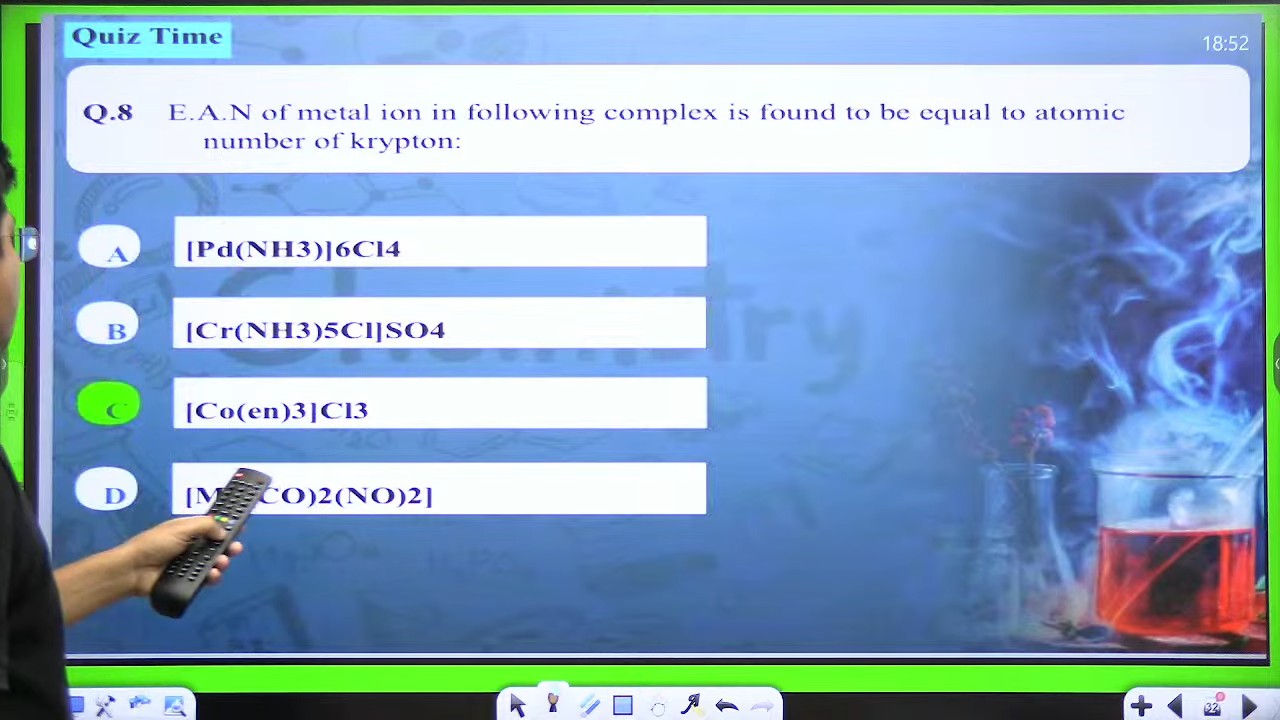 Quiz Time
18:52
Q.8 E.A.N of metal ion in following complex is found to be equal to atomic
number of krypton:
A [Pd(NH3)]6Cl4
B [Cr(NH3)5Cl]SO4
C [Co(en)3]Cl3
D CO)2(NO)2]
32